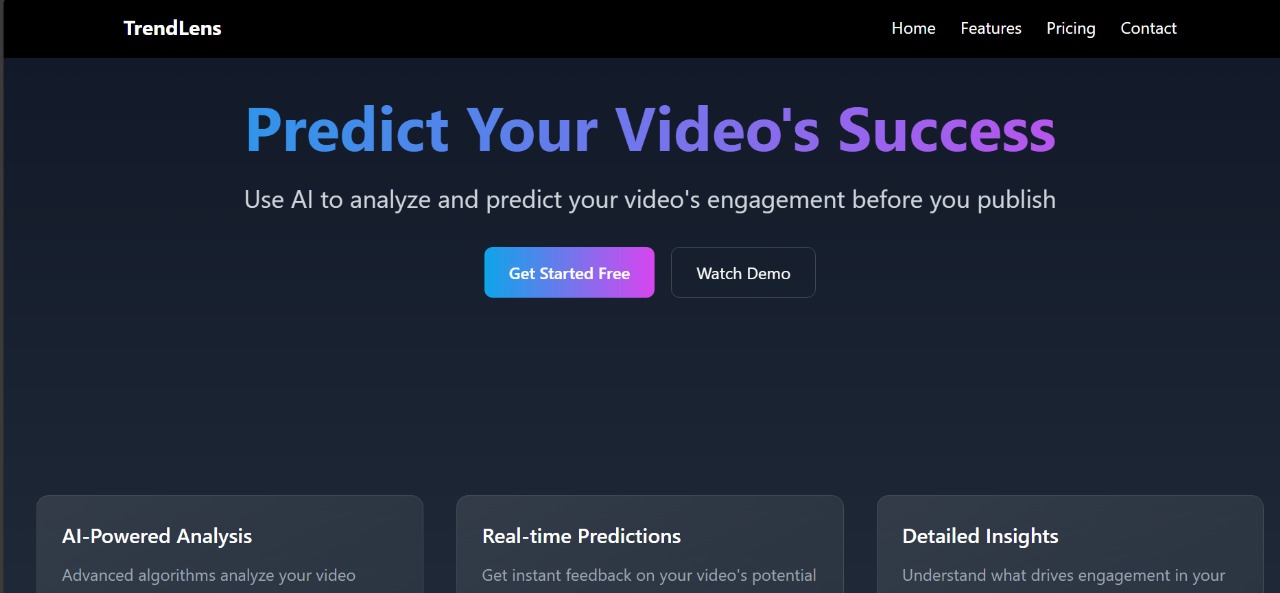 TrendLens
Home
Features
Pricing
Contact
Predict Your Video's Success
Use AI to analyze and predict your video's engagement before you publish
Get Started Free
Watch Demo
AI-Powered Analysis
Advanced algorithms analyze your video
Real-time Predictions
Get instant feedback on your video's potential
Detailed Insights
Understand what drives engagement in your